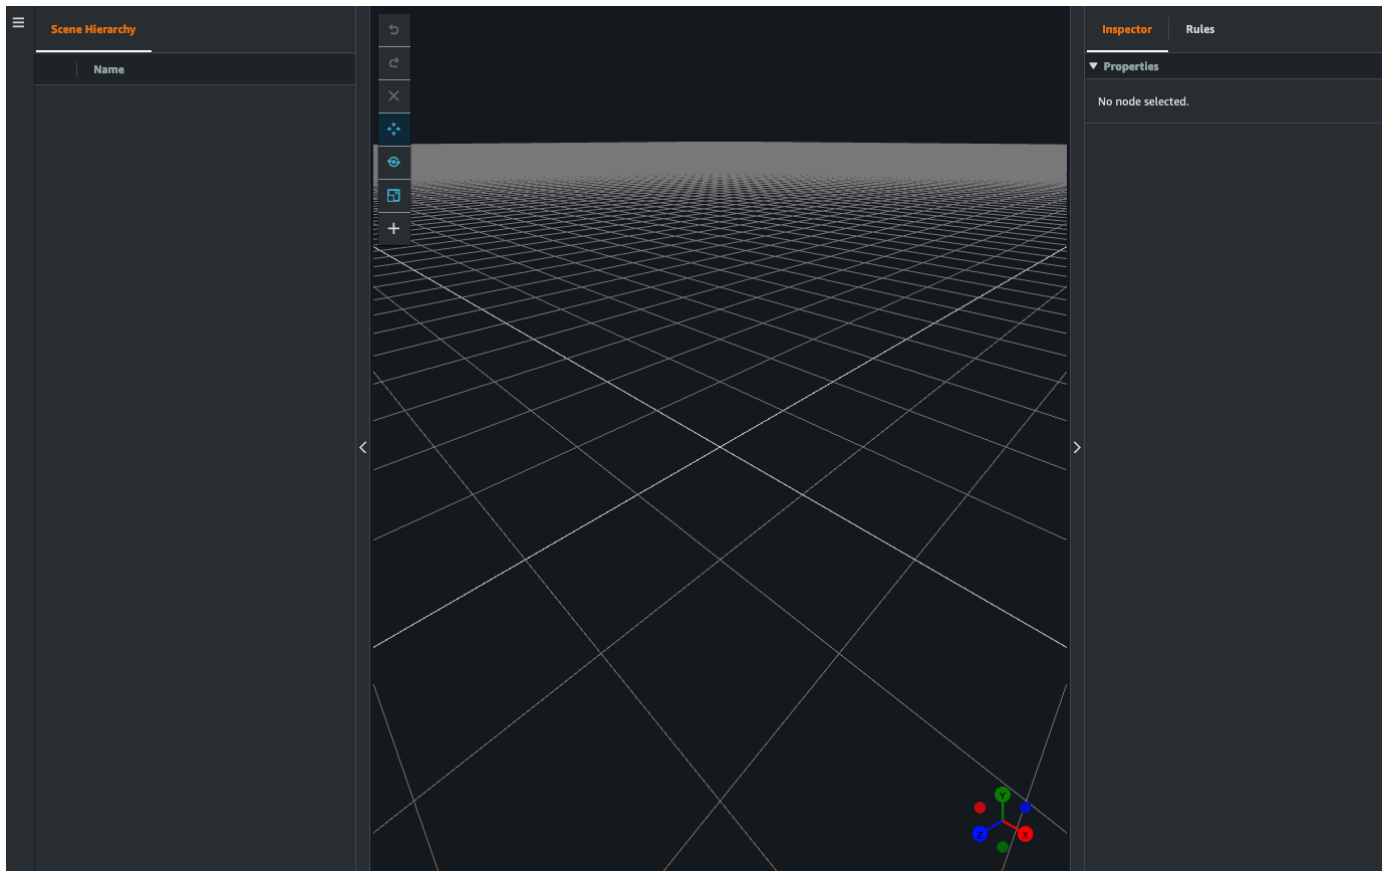 Scene Hierarchy
Name
Inspector
Rules
Properties
No node selected.
Y
Z
X